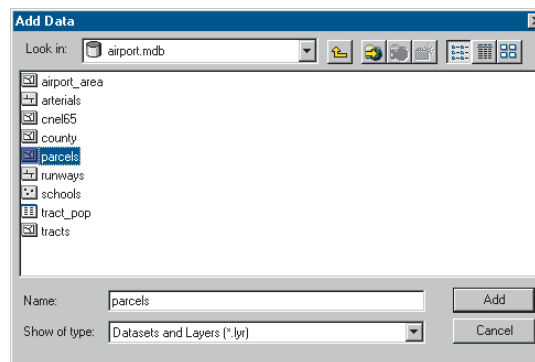 Add Data
Look in: airport.mdb
airport_area
arterials
cnel65
county
parcels
runways
schools
tract_pop
tracts
Name: parcels Add
Show of type: Datasets and Layers (*.lyr) Cancel